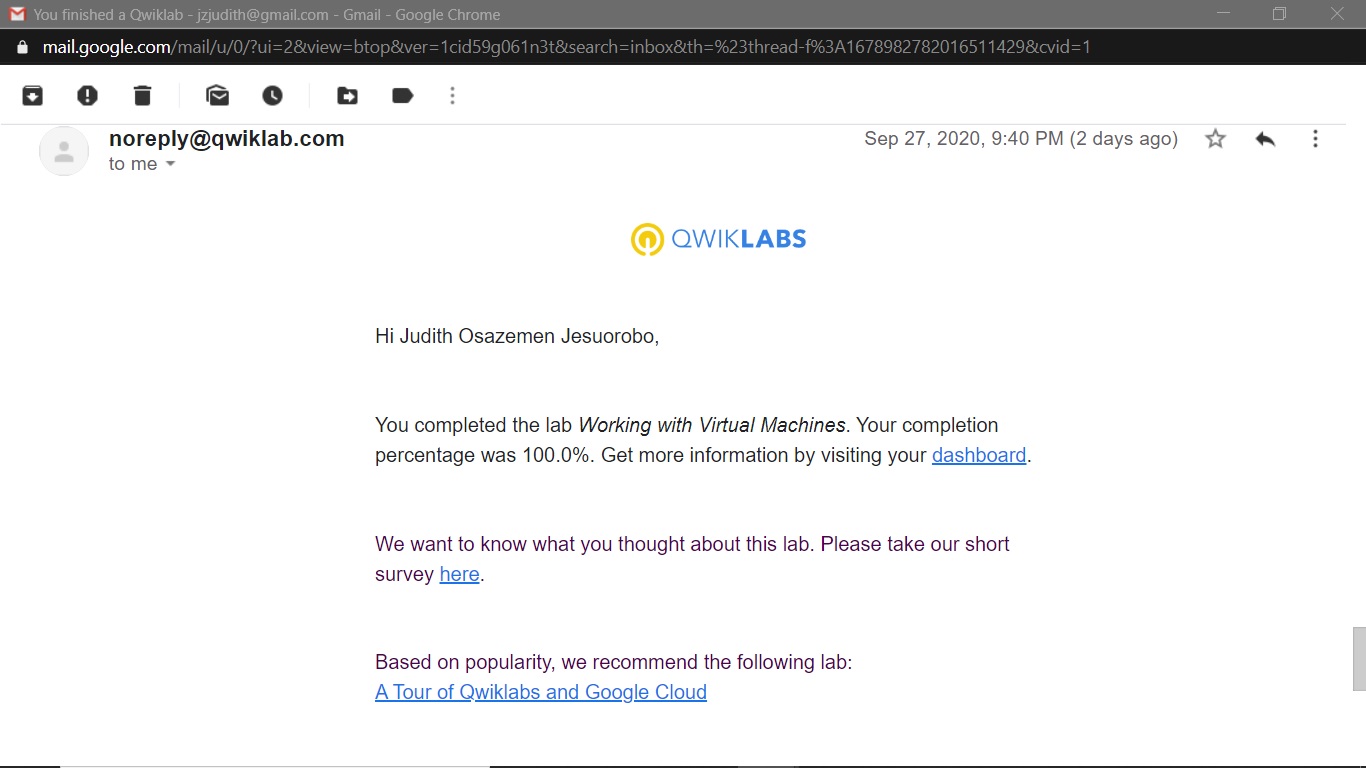 You finished a Qwiklab - jzjudith@gmail.com - Gmail - Google Chrome
mail.google.com/mail/u/0/?ui=2&view=btop&ver=1cid59g061n3t&search=inbox&th=%23thread-f%3A1678982782016511429&cvid=1
noreply@qwiklab.com
Sep 27, 2020, 9:40 PM (2 days ago)
to me
QWIKLABS
Hi Judith Osazemen Jesuorobo,
You completed the lab Working with Virtual Machines. Your completion
percentage was 100.0%. Get more information by visiting your dashboard.
We want to know what you thought about this lab. Please take our short
survey here.
Based on popularity, we recommend the following lab:
A Tour of Qwiklabs and Google Cloud